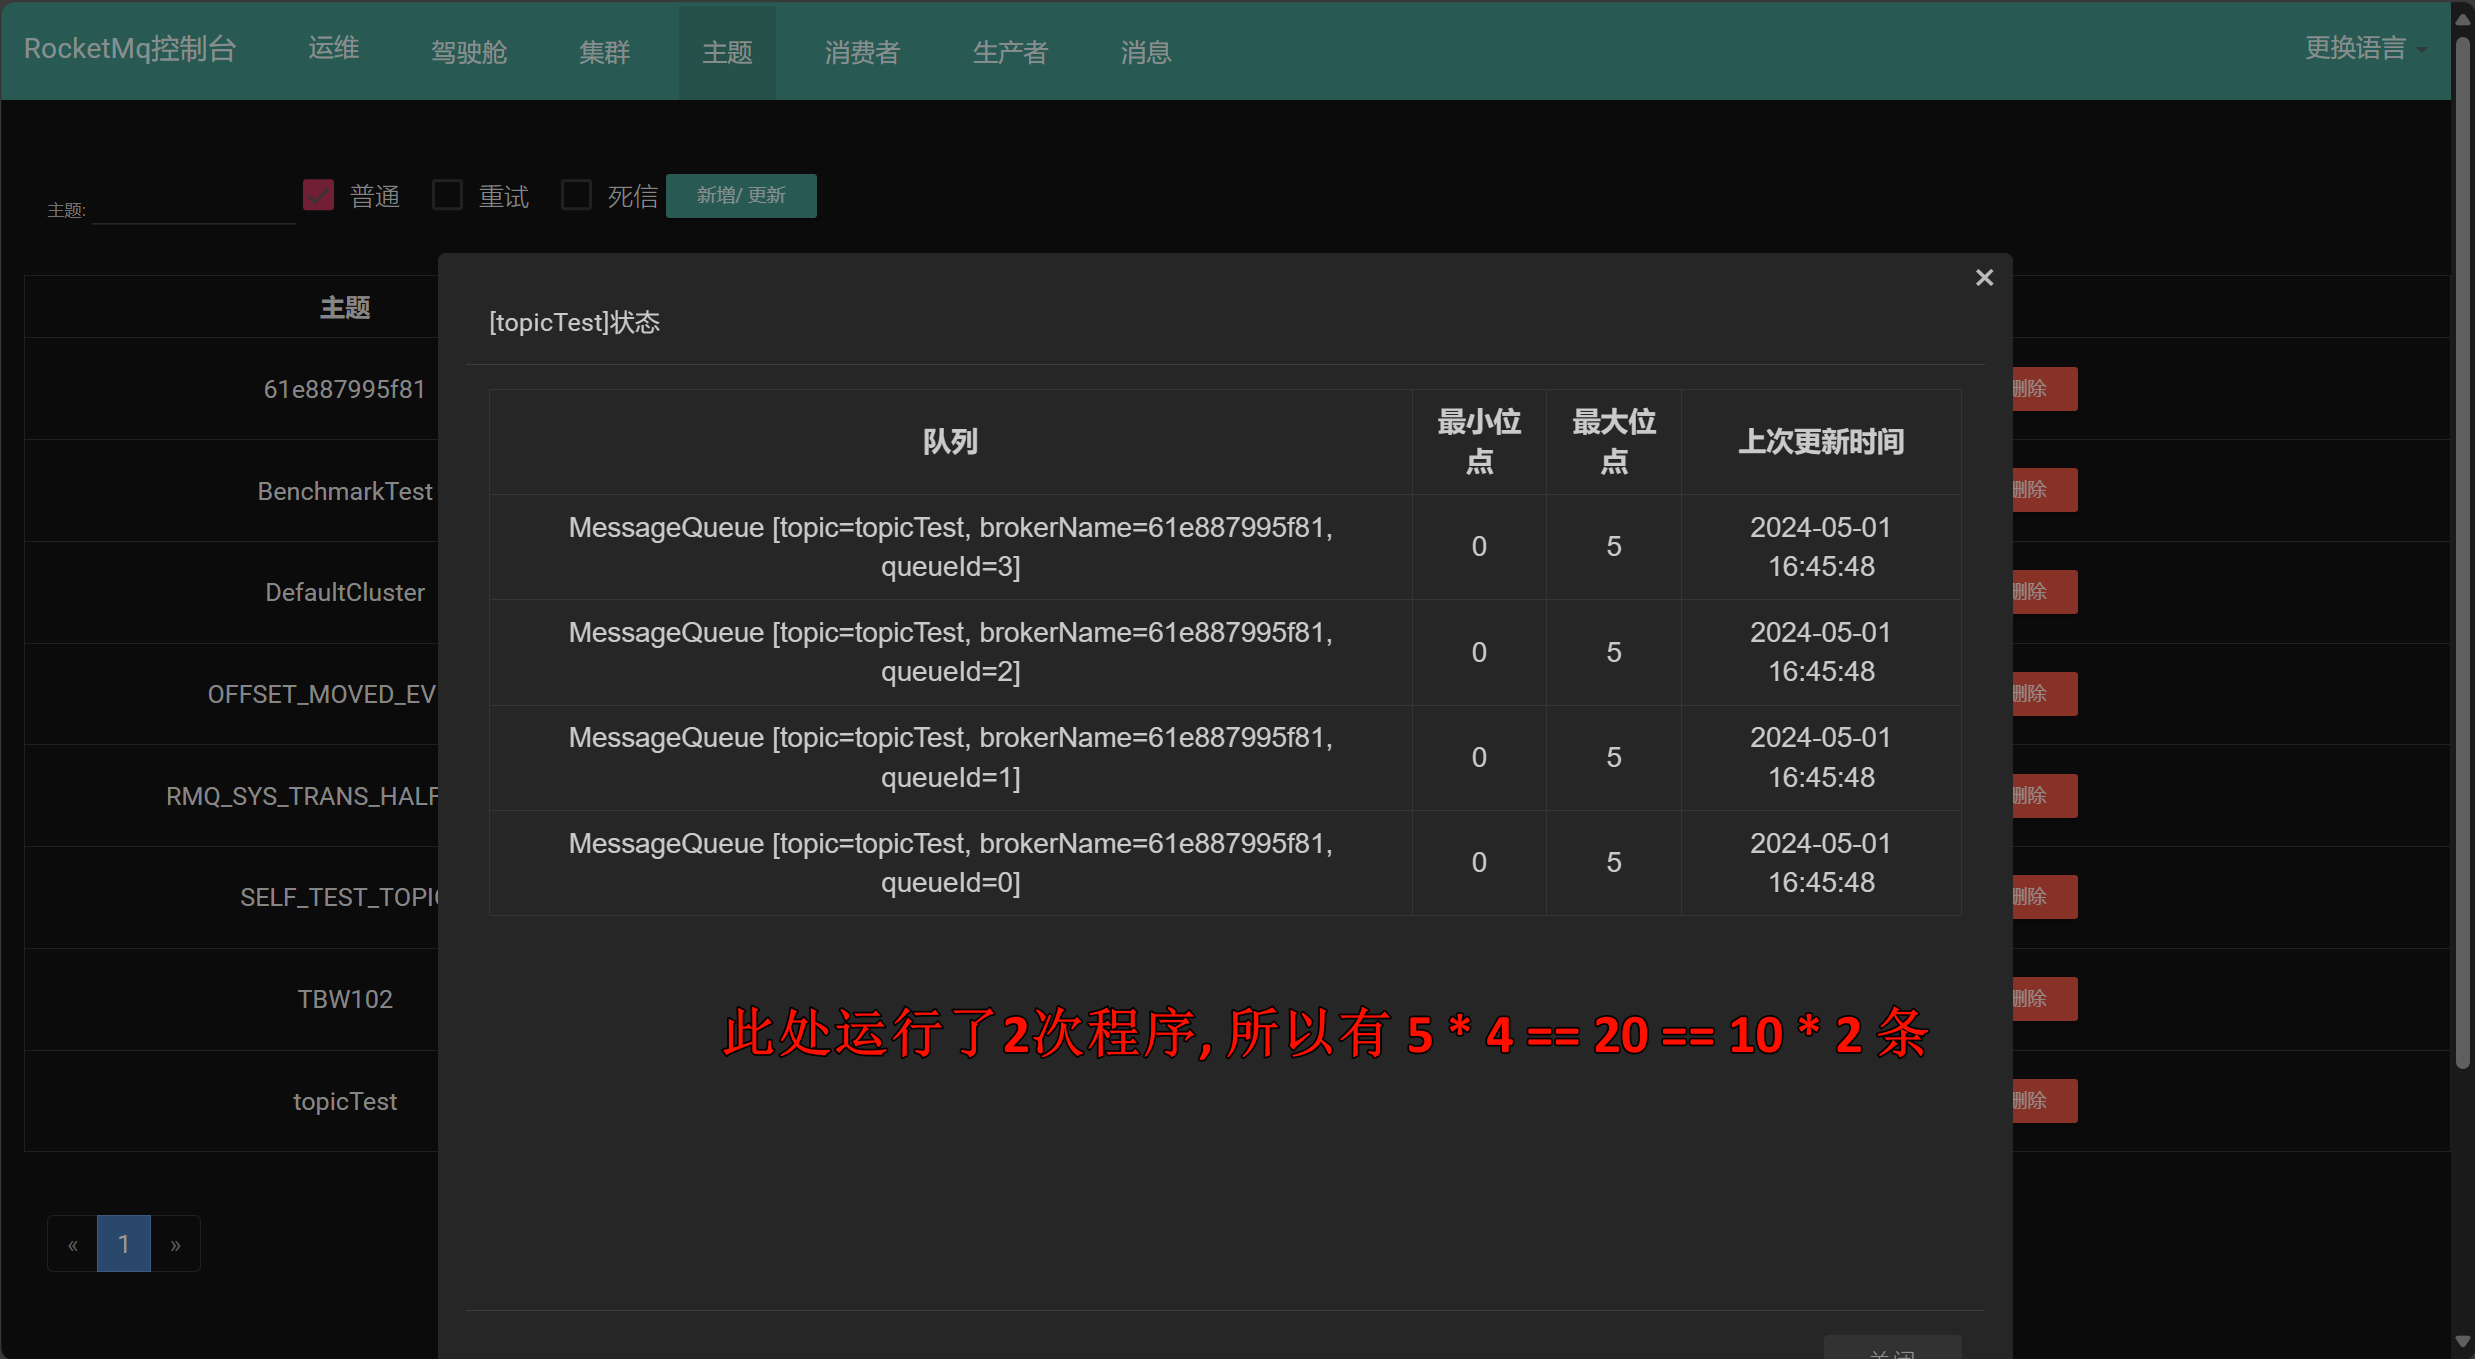 RocketMq控制台 运维 驾驶舱 集群 主题 消费者 生产者 消息 更换语言
主题: 普通 重试 死信 新增/ 更新
主题
61e887995f81 删除
BenchmarkTest 删除
DefaultCluster 删除
OFFSET_MOVED_EV 删除
RMQ_SYS_TRANS_HALF 删除
SELF_TEST_TOPIC 删除
TBW102 删除
topicTest 删除
« 1 »
×
[topicTest]状态
队列 最小位点 最大位点 上次更新时间
MessageQueue [topic=topicTest, brokerName=61e887995f81, queueId=3] 0 5 2024-05-01 16:45:48
MessageQueue [topic=topicTest, brokerName=61e887995f81, queueId=2] 0 5 2024-05-01 16:45:48
MessageQueue [topic=topicTest, brokerName=61e887995f81, queueId=1] 0 5 2024-05-01 16:45:48
MessageQueue [topic=topicTest, brokerName=61e887995f81, queueId=0] 0 5 2024-05-01 16:45:48
此处运行了2次程序, 所以有 5 * 4 == 20 == 10 * 2 条